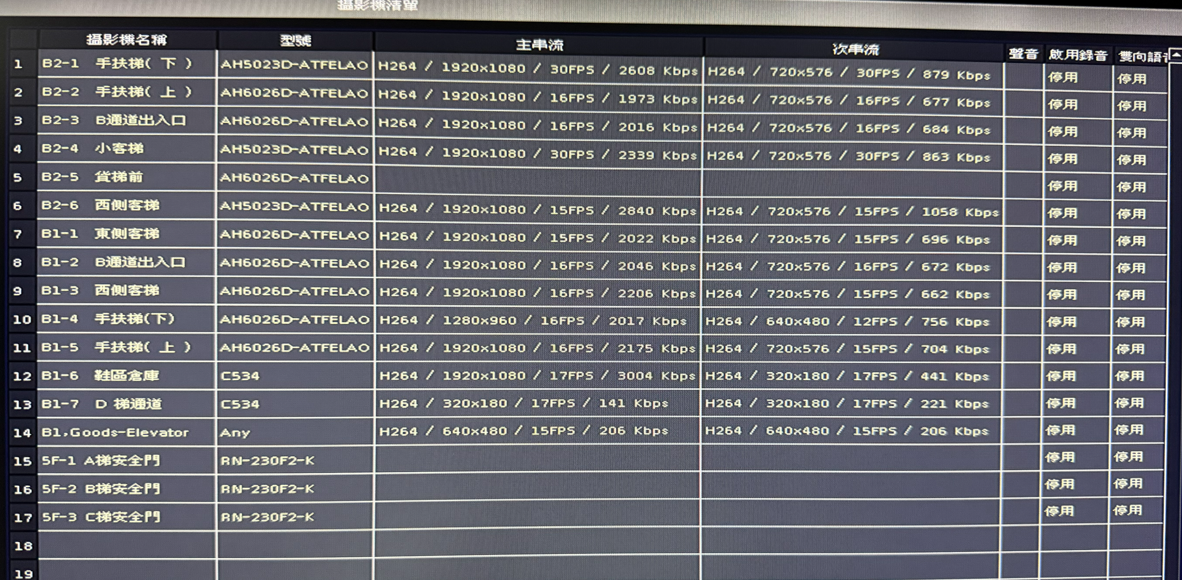 攝影機清單
攝影機名稱 型號 主串流 次串流 聲音 啟用錄音 雙向語音
1 B2-1 手扶梯( 下 ) AH5023D-ATFELAO H264 / 1920x1080 / 30FPS / 2608 Kbps H264 / 720x576 / 30FPS / 879 Kbps 停用 停用
2 B2-2 手扶梯( 上 ) AH6026D-ATFELAO H264 / 1920x1080 / 16FPS / 1973 Kbps H264 / 720x576 / 16FPS / 677 Kbps 停用 停用
3 B2-3 B通道出入口 AH6026D-ATFELAO H264 / 1920x1080 / 16FPS / 2016 Kbps H264 / 720x576 / 16FPS / 684 Kbps 停用 停用
4 B2-4 小客梯 AH5023D-ATFELAO H264 / 1920x1080 / 30FPS / 2339 Kbps H264 / 720x576 / 30FPS / 863 Kbps 停用 停用
5 B2-5 貨梯前 AH6026D-ATFELAO 停用 停用
6 B2-6 西側客梯 AH5023D-ATFELAO H264 / 1920x1080 / 15FPS / 2840 Kbps H264 / 720x576 / 15FPS / 1058 Kbps 停用 停用
7 B1-1 東側客梯 AH6026D-ATFELAO H264 / 1920x1080 / 15FPS / 2022 Kbps H264 / 720x576 / 15FPS / 696 Kbps 停用 停用
8 B1-2 B通道出入口 AH6026D-ATFELAO H264 / 1920x1080 / 16FPS / 2046 Kbps H264 / 720x576 / 16FPS / 672 Kbps 停用 停用
9 B1-3 西側客梯 AH6026D-ATFELAO H264 / 1920x1080 / 16FPS / 2206 Kbps H264 / 720x576 / 15FPS / 662 Kbps 停用 停用
10 B1-4 手扶梯(下) AH6026D-ATFELAO H264 / 1280x960 / 16FPS / 2017 Kbps H264 / 640x480 / 12FPS / 756 Kbps 停用 停用
11 B1-5 手扶梯( 上 ) AH6026D-ATFELAO H264 / 1920x1080 / 16FPS / 2175 Kbps H264 / 720x576 / 15FPS / 704 Kbps 停用 停用
12 B1-6 鞋區倉庫 C534 H264 / 1920x1080 / 17FPS / 3004 Kbps H264 / 320x180 / 17FPS / 441 Kbps 停用 停用
13 B1-7 D 梯通道 C534 H264 / 320x180 / 17FPS / 141 Kbps H264 / 320x180 / 17FPS / 221 Kbps 停用 停用
14 B1,Goods-Elevator Any H264 / 640x480 / 15FPS / 206 Kbps H264 / 640x480 / 15FPS / 206 Kbps 停用 停用
15 5F-1 A梯安全門 RN-230F2-K 停用 停用
16 5F-2 B梯安全門 RN-230F2-K 停用 停用
17 5F-3 C梯安全門 RN-230F2-K 停用 停用
18
19